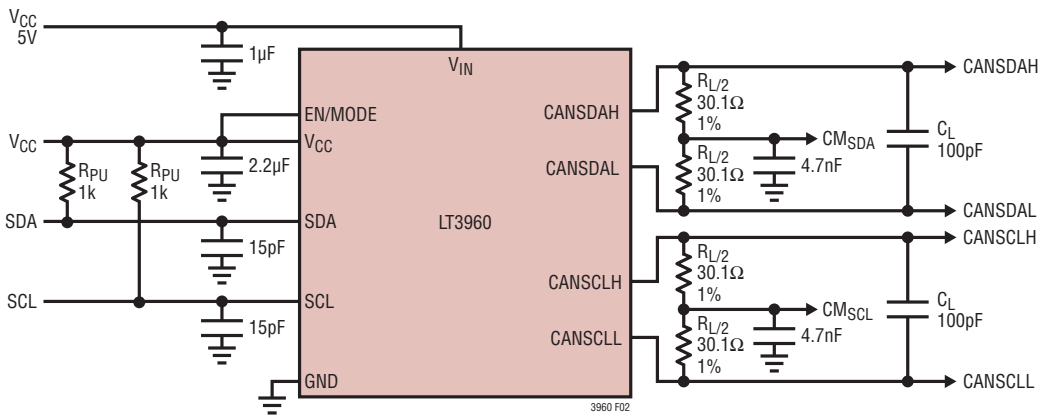 VCC
5V
1µF
VIN
EN/MODE
VCC
VCC
2.2µF
RPU
1k
RPU
1k
SDA
SDA
15pF
SCL
SCL
15pF
GND
LT3960
CANSDAH
CANSDAL
CANSCLH
CANSCLL
RL/2
30.1Ω
1%
RL/2
30.1Ω
1%
CMSDA
4.7nF
CL
100pF
CANSDAH
CANSDAL
CANSCLH
RL/2
30.1Ω
1%
RL/2
30.1Ω
1%
CMSCL
4.7nF
CL
100pF
CANSCLL
3960 F02